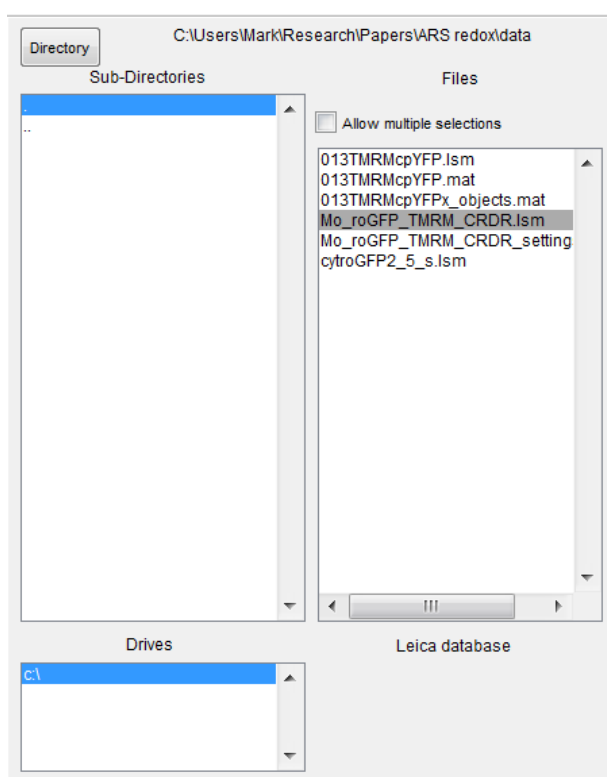 Directory
C:\Users\Mark\Research\Papers\ARS redox\data
Sub-Directories
.
..
Files
Allow multiple selections
013TMRMcpYFP.lsm
013TMRMcpYFP.mat
013TMRMcpYFPx_objects.mat
Mo_roGFP_TMRM_CRDR.lsm
Mo_roGFP_TMRM_CRDR_setting
cytroGFP2_5_s.lsm
Drives
c:\
Leica database